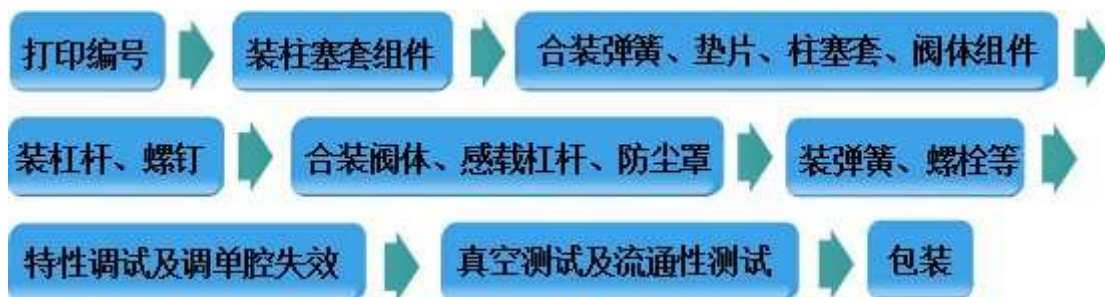 打印编号
装柱塞套组件
合装弹簧、垫片、柱塞套、阀体组件
装杠杆、螺钉
合装阀体、感载杠杆、防尘罩
装弹簧、螺栓等
特性调试及调单腔失效
真空测试及流通性测试
包装